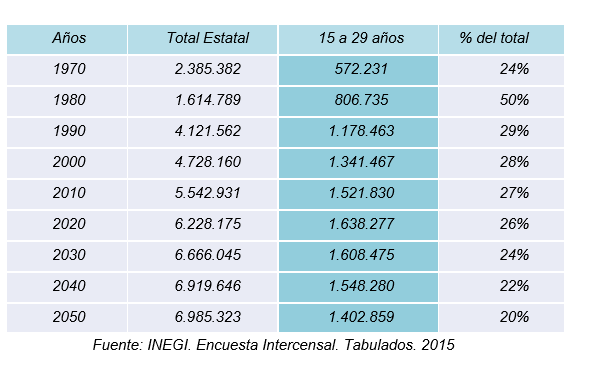 Años Total Estatal 15 a 29 años % del total
1970 2.385.382 572.231 24%
1980 1.614.789 806.735 50%
1990 4.121.562 1.178.463 29%
2000 4.728.160 1.341.467 28%
2010 5.542.931 1.521.830 27%
2020 6.228.175 1.638.277 26%
2030 6.666.045 1.608.475 24%
2040 6.919.646 1.548.280 22%
2050 6.985.323 1.402.859 20%
Fuente: INEGI. Encuesta Intercensal. Tabulados. 2015